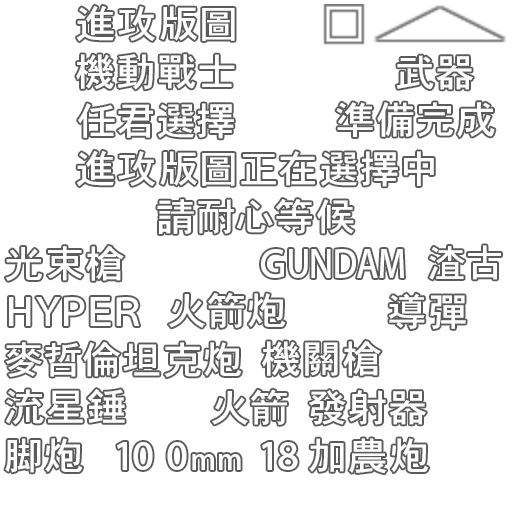 進攻版圖
機動戰士 武器
任君選擇 準備完成
進攻版圖正在選擇中
請耐心等候
光束槍 GUNDAM 渣古
HYPER 火箭炮 導彈
麥哲倫坦克炮 機關槍
流星錘 火箭 發射器
脚炮 10 0mm 18 加農炮